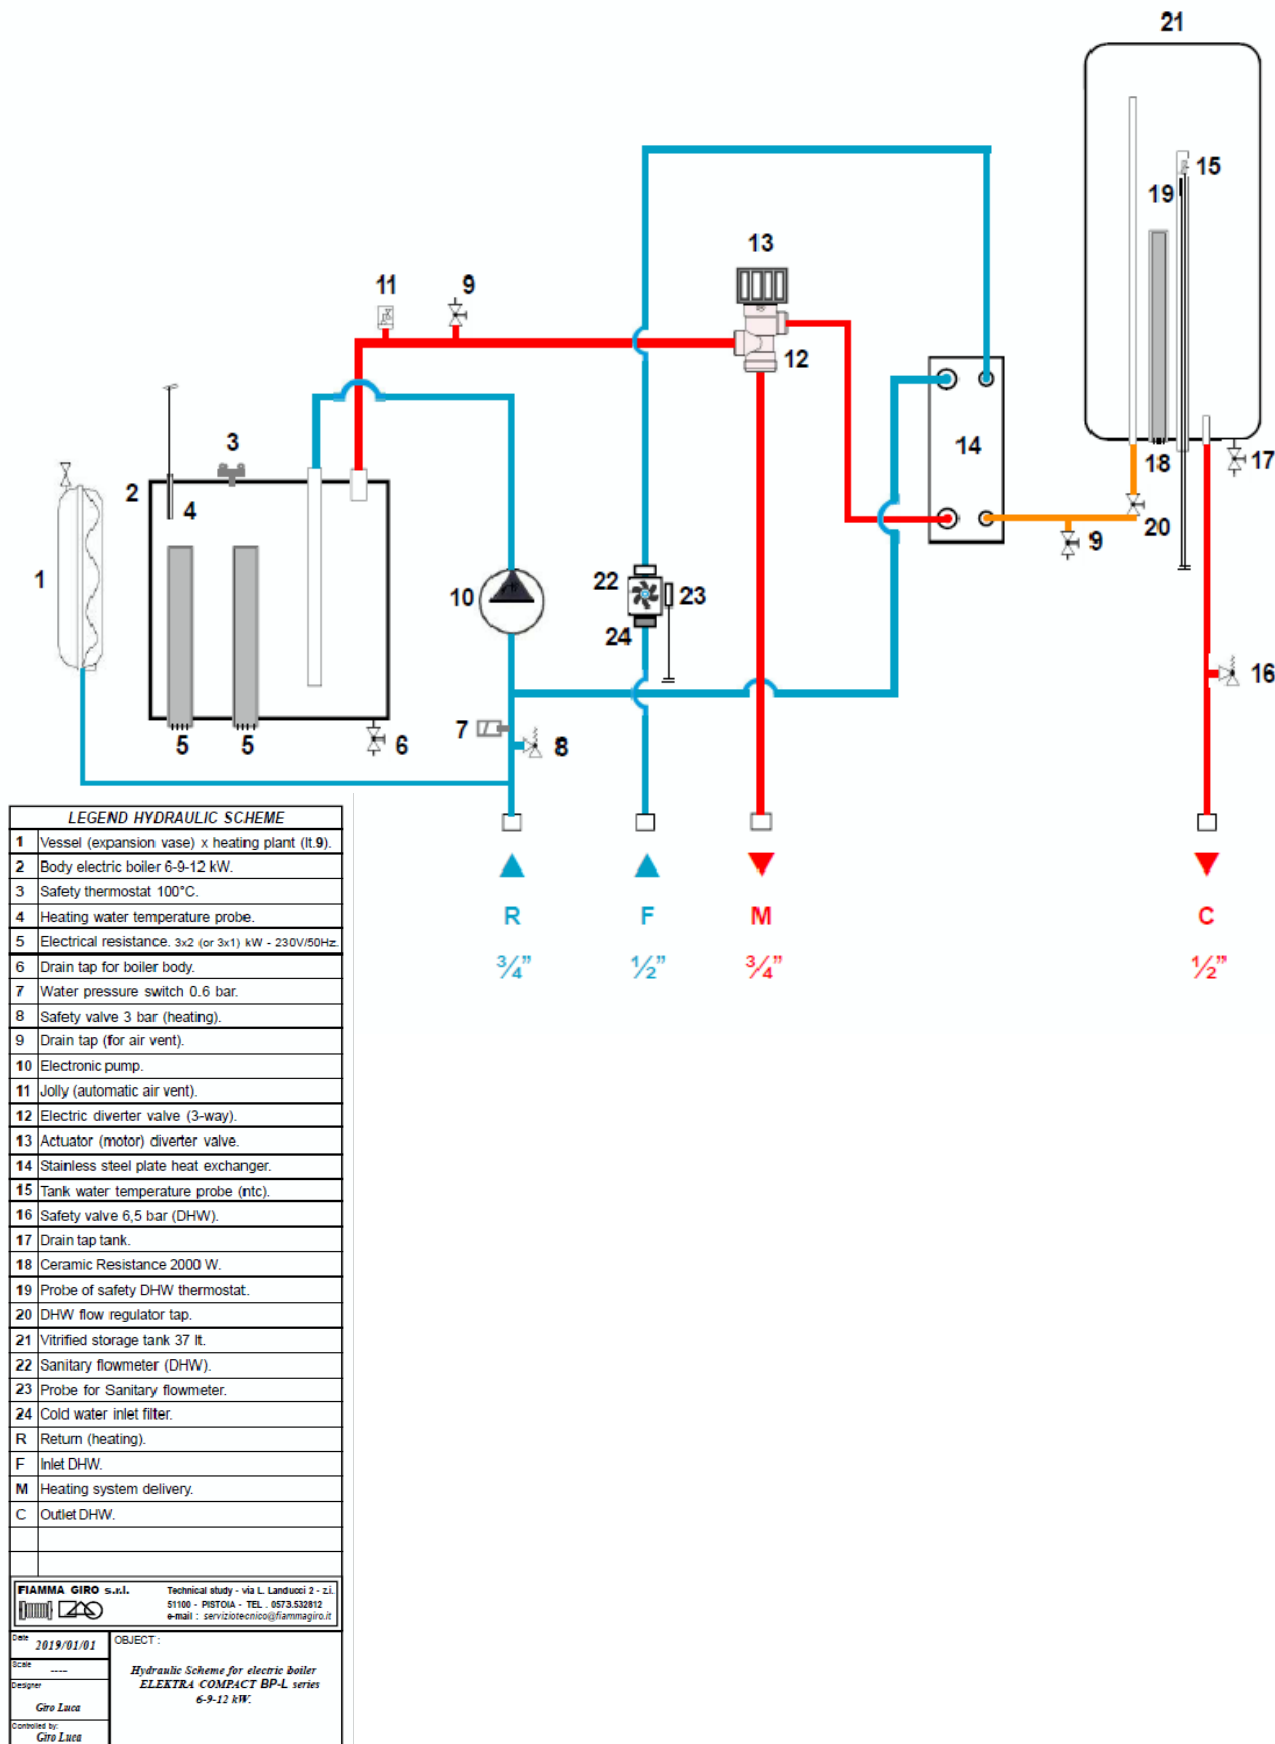 21
15
19
13
11
9
12
3
14
18
17
2
4
20
9
1
10
22
23
24
16
7
8
5
5
6
R
F
M
C
¾”
½”
¾”
½”
LEGEND HYDRAULIC SCHEME
1 Vessel (expansion vase) x heating plant (lt.9).
2 Body electric boiler 6-9-12 kW.
3 Safety thermostat 100°C.
4 Heating water temperature probe.
5 Electrical resistance. 3x2 (or 3x1) kW - 230V/50Hz.
6 Drain tap for boiler body.
7 Water pressure switch 0.6 bar.
8 Safety valve 3 bar (heating).
9 Drain tap (for air vent).
10 Electronic pump.
11 Jolly (automatic air vent).
12 Electric diverter valve (3-way).
13 Actuator (motor) diverter valve.
14 Stainless steel plate heat exchanger.
15 Tank water temperature probe (ntc).
16 Safety valve 6,5 bar (DHW).
17 Drain tap tank.
18 Ceramic Resistance 2000 W.
19 Probe of safety DHW thermostat.
20 DHW flow regulator tap.
21 Vitrified storage tank 37 lt.
22 Sanitary flowmeter (DHW).
23 Probe for Sanitary flowmeter.
24 Cold water inlet filter.
R Return (heating).
F Inlet DHW.
M Heating system delivery.
C Outlet DHW.
FIAMMA GIRO s.r.l.
Technical study - via L. Landucci 2 - z.i.
51100 - PISTOIA - TEL. 0573.532812
e-mail : serviziotecnico@fiammagiro.it
Date 2019/01/01
Scale ----
Designer
Giro Luca
Controlled by:
Giro Luca
OBJECT :
Hydraulic Scheme for electric boiler
ELEKTRA COMPACT BP-L series
6-9-12 kW.